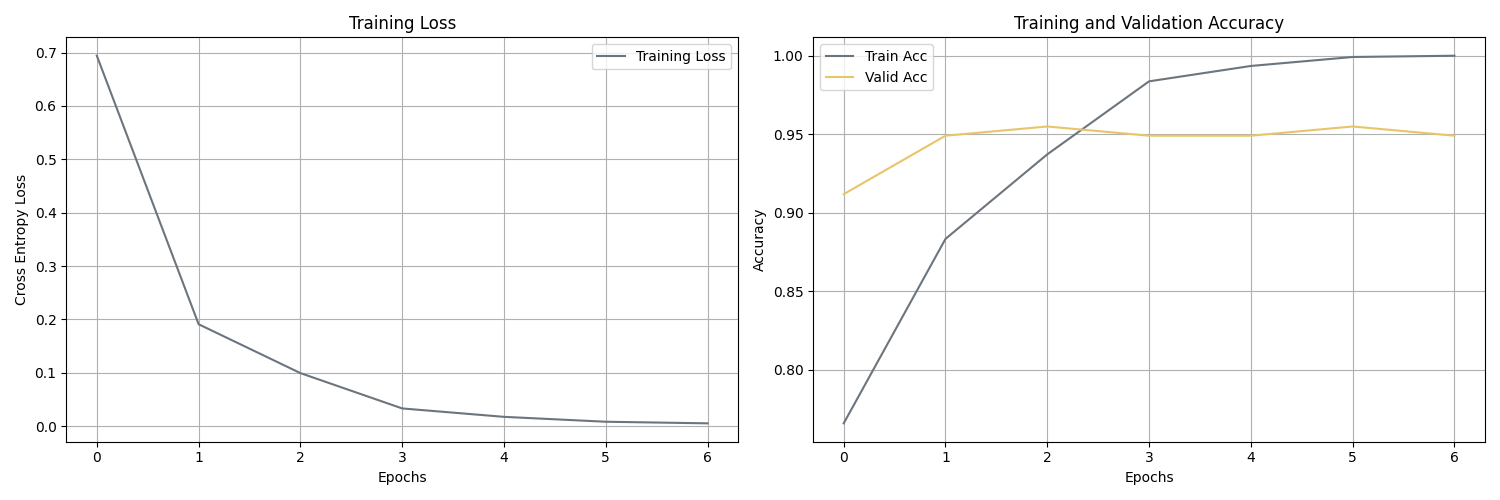 Training Loss
Training Loss
0.7
0.6
0.5
0.4
0.3
0.2
0.1
0.0
Cross Entropy Loss
0 1 2 3 4 5 6
Epochs
Training and Validation Accuracy
Train Acc
Valid Acc
1.00
0.95
0.90
0.85
0.80
Accuracy
0 1 2 3 4 5 6
Epochs